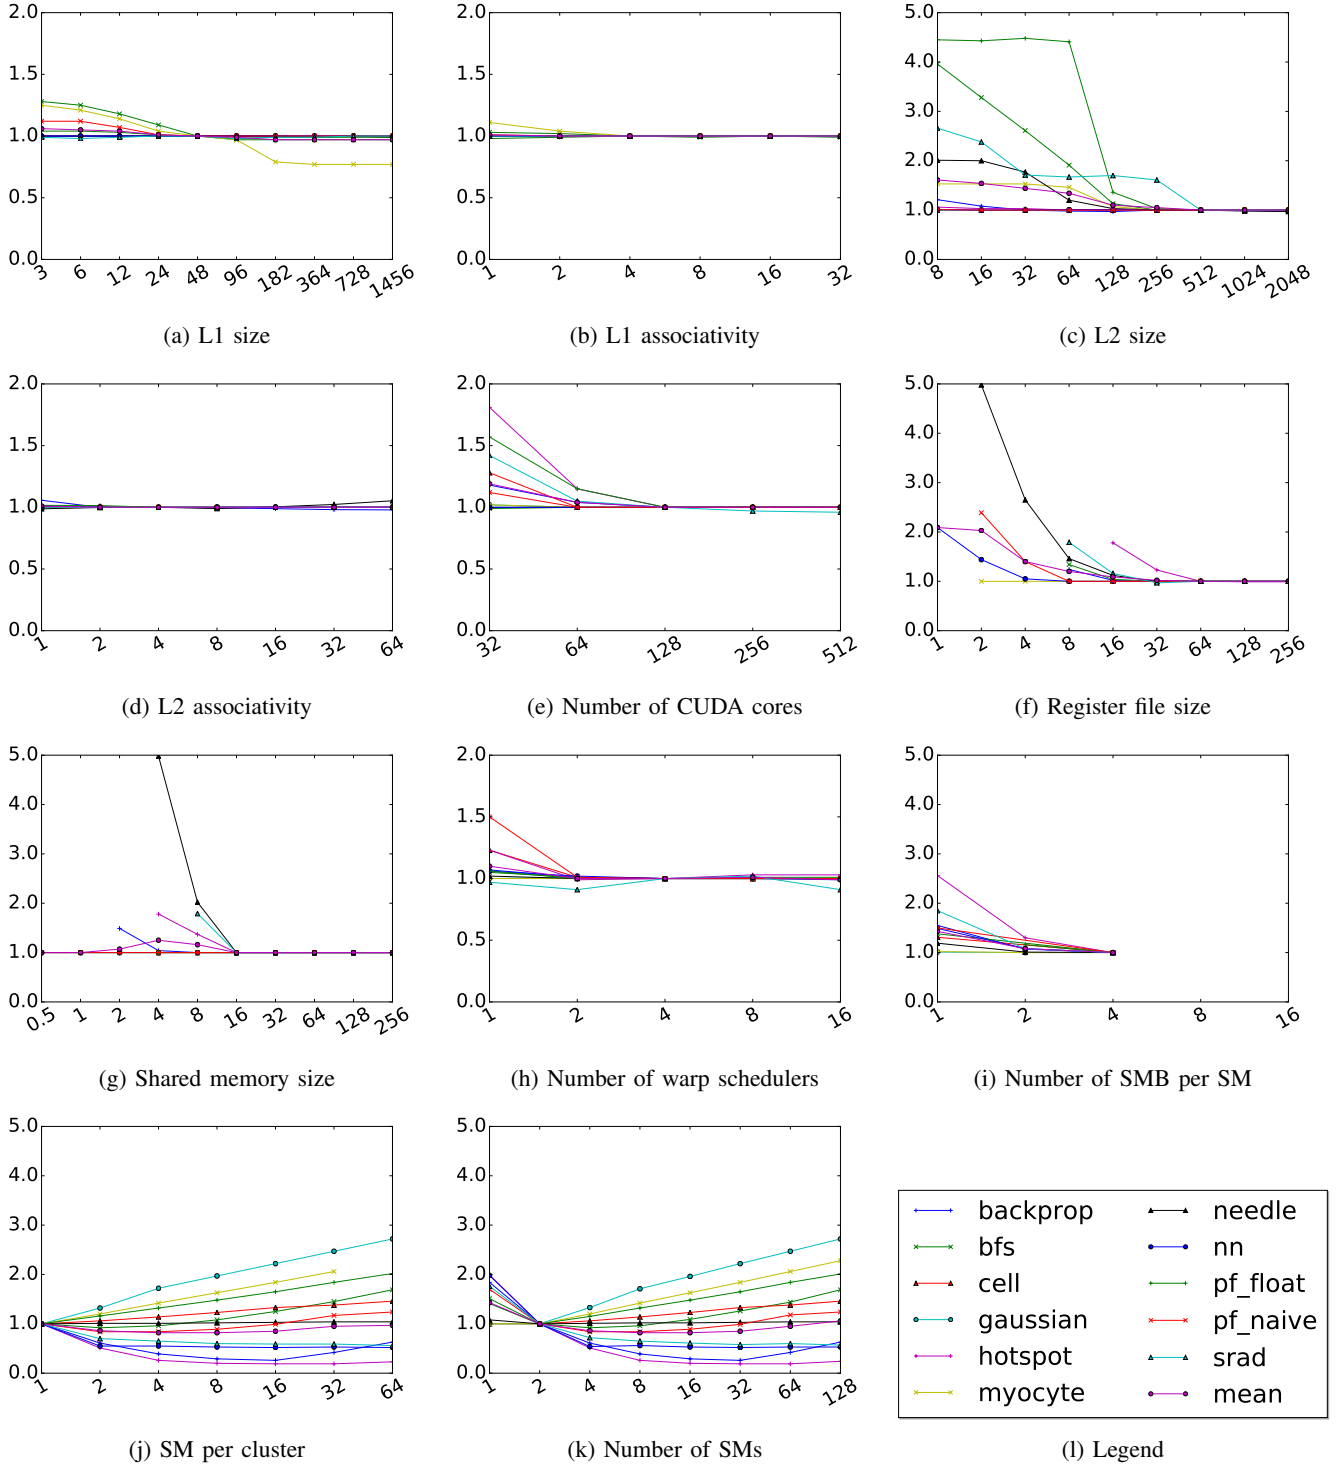 2.0 2.0 5.0
1.5 1.5 4.0
3.0
1.0 1.0 2.0
0.5 0.5 1.0
0.0 0.0 0.0
3 6 12 24 48 96 182 364 728 1456 1 2 4 8 16 32 8 16 32 64 128 256 512 1024 2048
(a) L1 size (b) L1 associativity (c) L2 size
2.0 2.0 5.0
1.5 1.5 4.0
3.0
1.0 1.0 2.0
0.5 0.5 1.0
0.0 0.0 0.0
1 2 4 8 16 32 64 32 64 128 256 512 1 2 4 8 16 32 64 128 256
(d) L2 associativity (e) Number of CUDA cores (f) Register file size
5.0 2.0 5.0
4.0 1.5 4.0
3.0 3.0
2.0 1.0 2.0
1.0 0.5 1.0
0.0 0.0 0.0
0.5 1 2 4 8 16 32 64 128 256 1 2 4 8 16 1 2 4 8 16
(g) Shared memory size (h) Number of warp schedulers (i) Number of SMB per SM
5.0 5.0
4.0 4.0
3.0 3.0
2.0 2.0
1.0 1.0
0.0 0.0
1 2 4 8 16 32 64 1 2 4 8 16 32 64 128
backprop needle
bfs nn
cell pf_float
gaussian pf_naive
hotspot srad
myocyte mean
(j) SM per cluster (k) Number of SMs (l) Legend